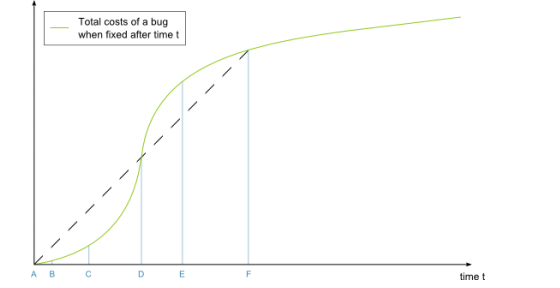 Total costs of a bug
when fixed after time t
A B C D E F
time t